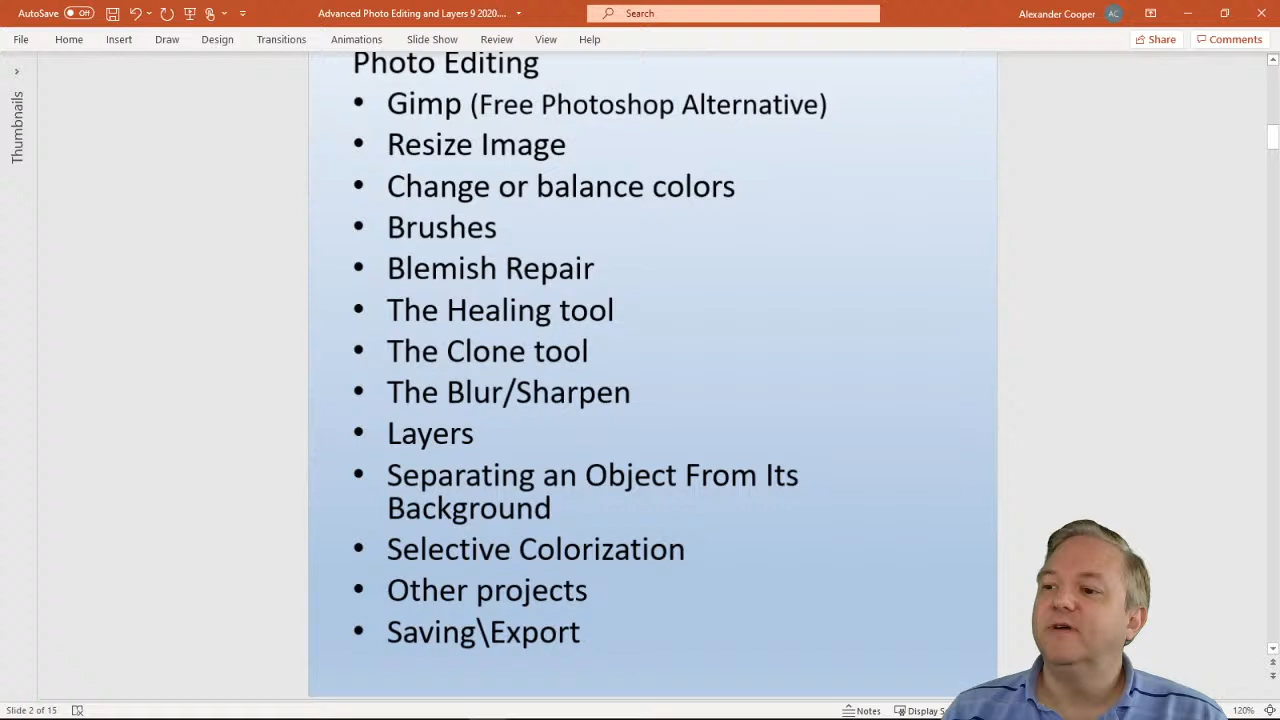 AutoSave Off Advanced Photo Editing and Layers 9 2020.... Search Alexander Cooper AC
File Home Insert Draw Design Transitions Animations Slide Show Review View Help Share Comments
Thumbnails
Photo Editing
• Gimp (Free Photoshop Alternative)
• Resize Image
• Change or balance colors
• Brushes
• Blemish Repair
• The Healing tool
• The Clone tool
• The Blur/Sharpen
• Layers
• Separating an Object From Its
Background
• Selective Colorization
• Other projects
• Saving\Export
Slide 2 of 15 Notes Display 120%